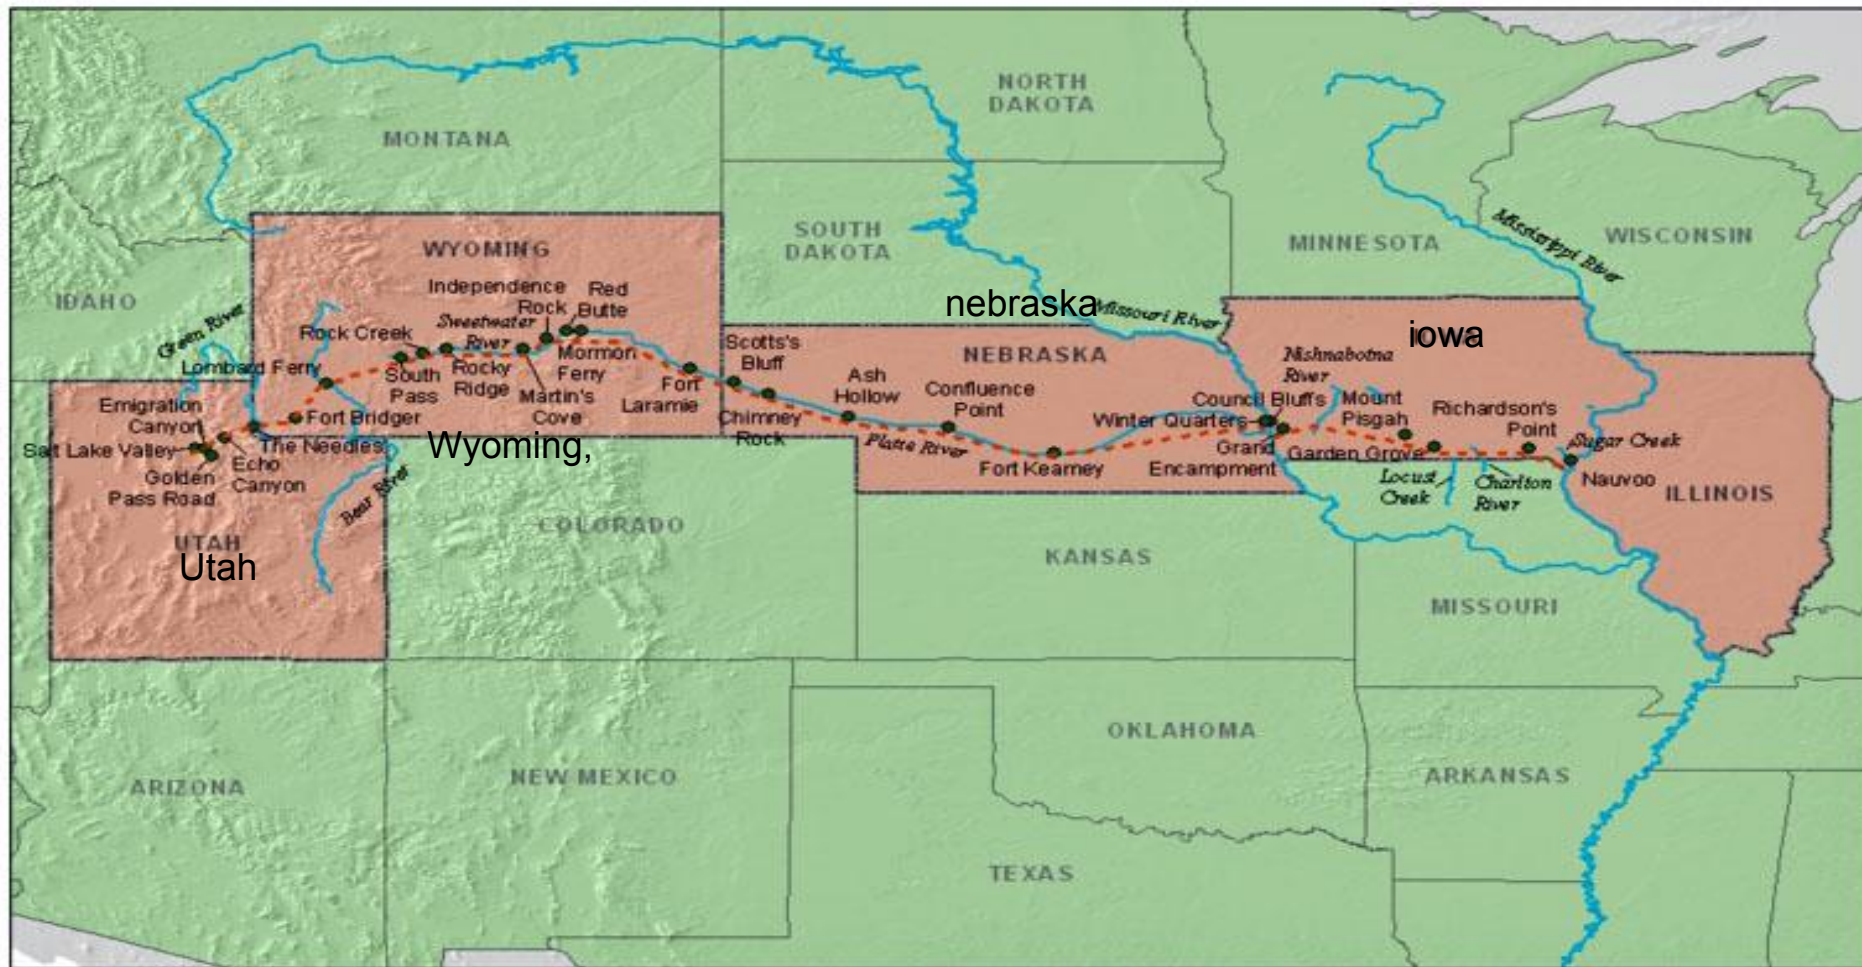 NORTH
DAKOTA
MONTANA
SOUTH
DAKOTA
MINNESOTA
WISCONSIN
Mississippi River
WYOMING
IDAHO
Independence
Rock
Red
Butte
nebraska
Missouri River
Green River
Rock Creek
Sweetwater
River
iowa
NEBRASKA
Scotts's
Bluff
Nishnabotna
River
Lombard Ferry
South
Pass
Rocky
Ridge
Martin's
Cove
Mormon
Ferry
Fort
Laramie
Ash
Hollow
Confluence
Point
Council Bluffs
Mount
Pisgah
Richardson's
Point
Emigration
Canyon
Fort Bridger
Chimney
Rock
Winter Quarters
Salt Lake Valley
The Needles
Wyoming,
Platte River
Fort Kearney
Grand
Encampment
Garden Grove
Sugar Creek
Golden
Pass Road
Echo
Canyon
Bear River
Locust
Creek
Charlton
River
Nauvoo
ILLINOIS
UTAH
Utah
COLORADO
KANSAS
MISSOURI
OKLAHOMA
ARIZONA
NEW MEXICO
ARKANSAS
TEXAS